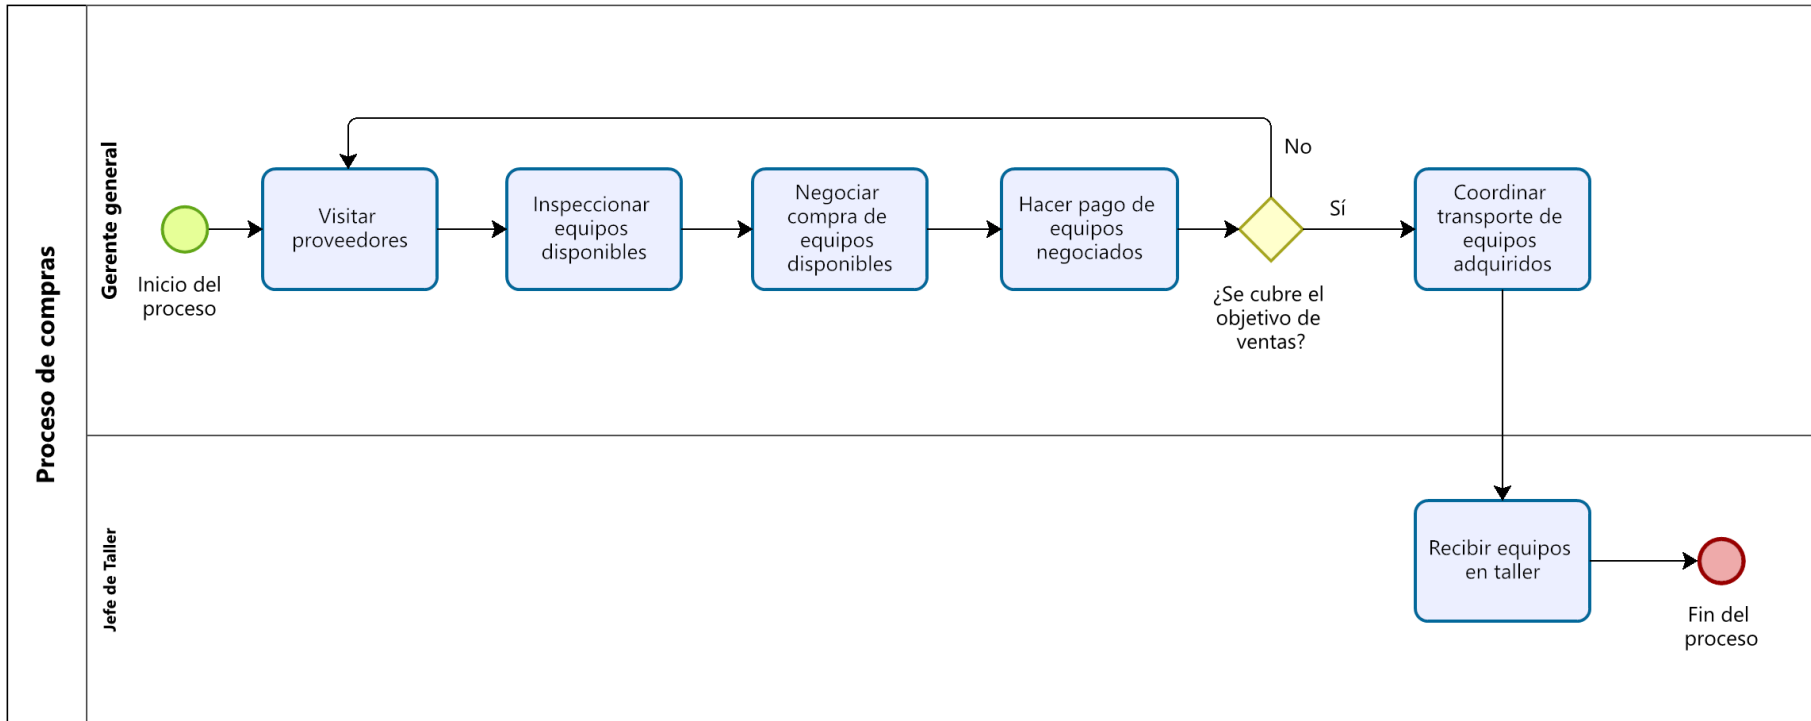 Proceso de compras
Gerente general
Inicio del
proceso
Visitar
proveedores
Inspeccionar
equipos
disponibles
Negociar
compra de
equipos
disponibles
Hacer pago de
equipos
negociados
¿Se cubre el
objetivo de
ventas?
No
Sí
Coordinar
transporte de
equipos
adquiridos
Jefe de Taller
Recibir equipos
en taller
Fin del
proceso